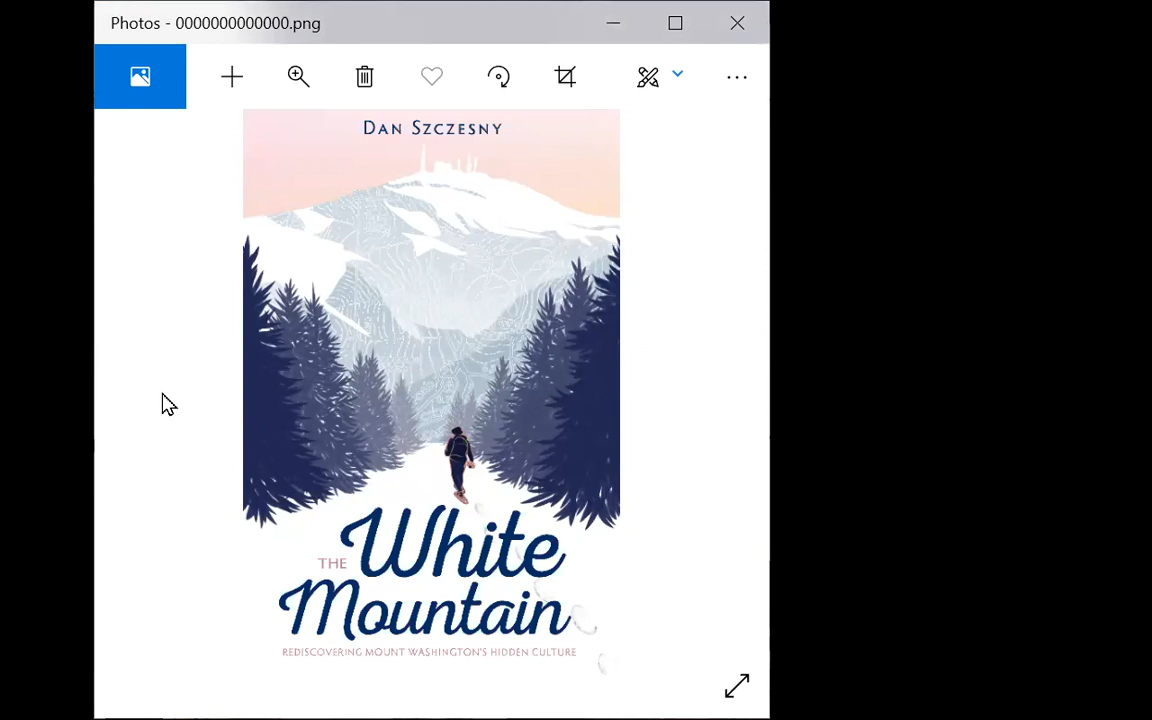 Photos - 0000000000000.png
DAN SZCZESNY
THE White
Mountain
REDISCOVERING MOUNT WASHINGTON'S HIDDEN CULTURE